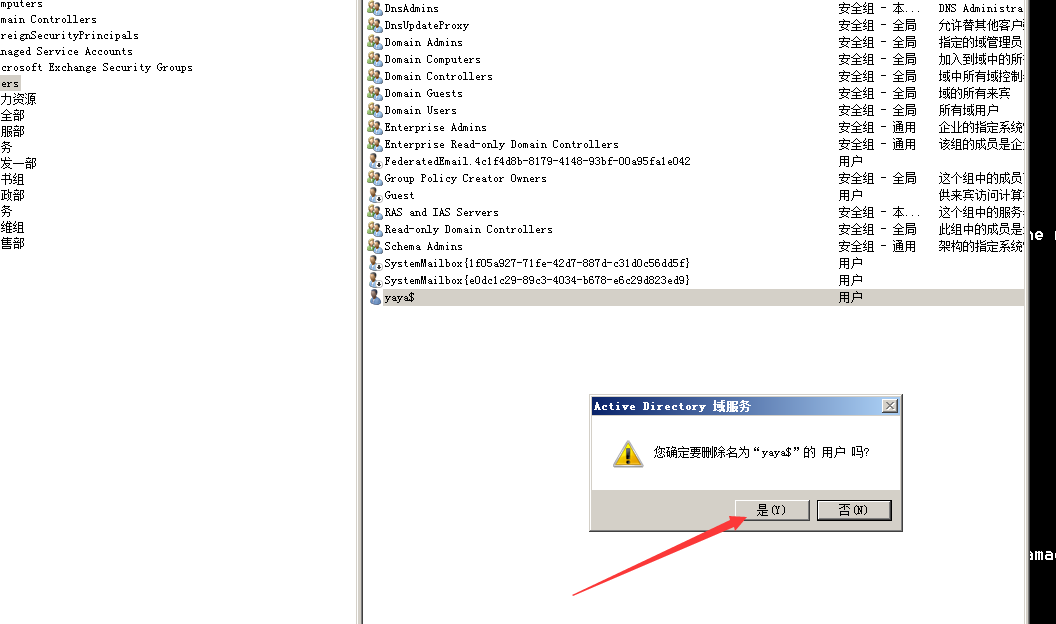 mputers
main Controllers
reignSecurityPrincipals
naged Service Accounts
crosoft Exchange Security Groups
ers
力资源
全部
服部
务
发一部
书组
政部
务
维组
售部
DnsAdmins 安全组 - 本... DNS Administra
DnsUpdateProxy 安全组 - 全局 允许替其他客户
Domain Admins 安全组 - 全局 指定的域管理员
Domain Computers 安全组 - 全局 加入到域中的所
Domain Controllers 安全组 - 全局 域中所有域控制
Domain Guests 安全组 - 全局 域的所有来宾
Domain Users 安全组 - 全局 所有域用户
Enterprise Admins 安全组 - 通用 企业的指定系统
Enterprise Read-only Domain Controllers 安全组 - 通用 该组的成员是企
FederatedEmail.4c1f4d8b-8179-4148-93bf-00a95fa1e042 用户
Group Policy Creator Owners 安全组 - 全局 这个组中的成员
Guest 用户 供来宾访问计算
RAS and IAS Servers 安全组 - 本... 这个组中的服务
Read-only Domain Controllers 安全组 - 全局 此组中的成员是
Schema Admins 安全组 - 通用 架构的指定系统
SystemMailbox{1f05a927-71fe-42d7-887d-c31d0c56dd5f} 用户
SystemMailbox{e0dc1c29-89c3-4034-b678-e6c29d823ed9} 用户
yaya$ 用户
Active Directory 域服务
您确定要删除名为“yaya$”的 用户 吗?
是(Y) 否(N)